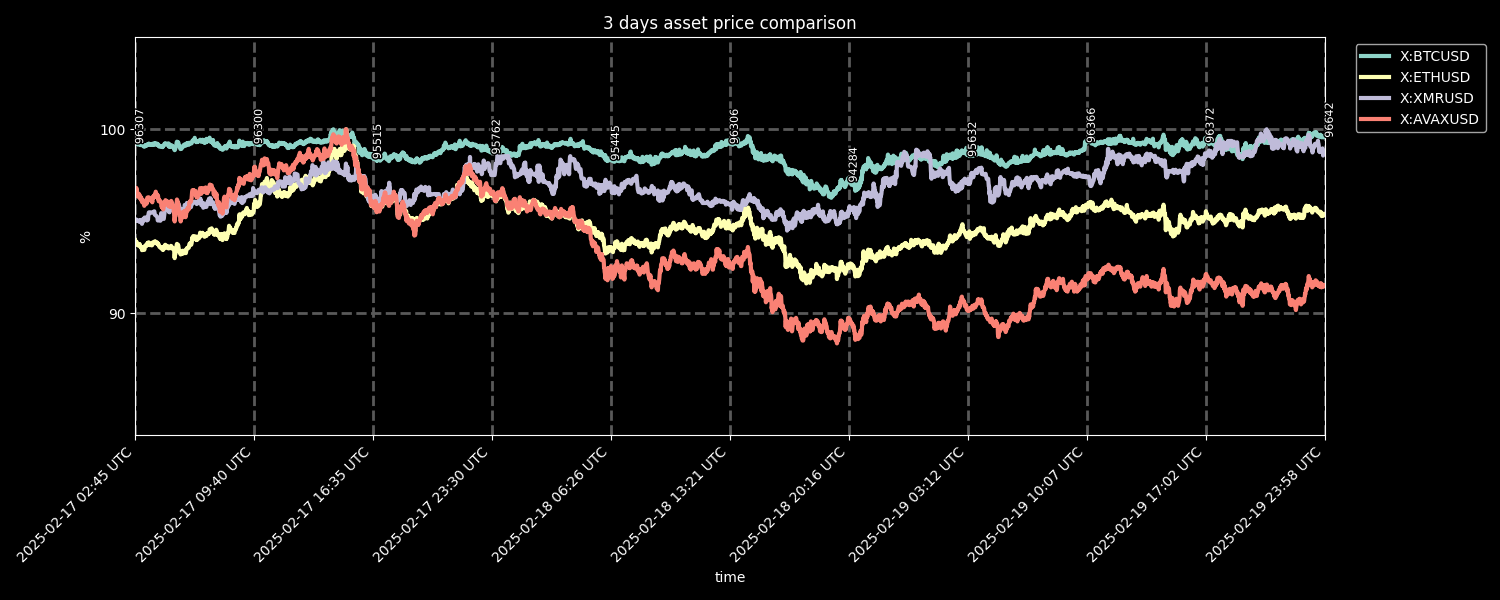 3 days asset price comparison
X:BTCUSD
X:ETHUSD
X:XMRUSD
X:AVAXUSD
100
90
%
96307
96300
95515
95762
95445
96306
94284
95632
96366
96372
96642
2025-02-17 02:45 UTC
2025-02-17 09:40 UTC
2025-02-17 16:35 UTC
2025-02-17 23:30 UTC
2025-02-18 06:26 UTC
2025-02-18 13:21 UTC
2025-02-18 20:16 UTC
2025-02-19 03:12 UTC
2025-02-19 10:07 UTC
2025-02-19 17:02 UTC
2025-02-19 23:58 UTC
time